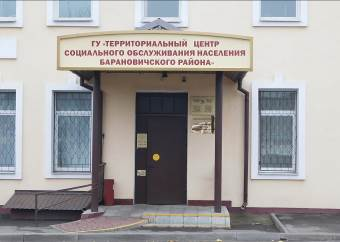 ГУ «ТЕРРИТОРИАЛЬНЫЙ ЦЕНТР
СОЦИАЛЬНОГО ОБСЛУЖИВАНИЯ НАСЕЛЕНИЯ
БАРАНОВИЧСКОГО РАЙОНА»